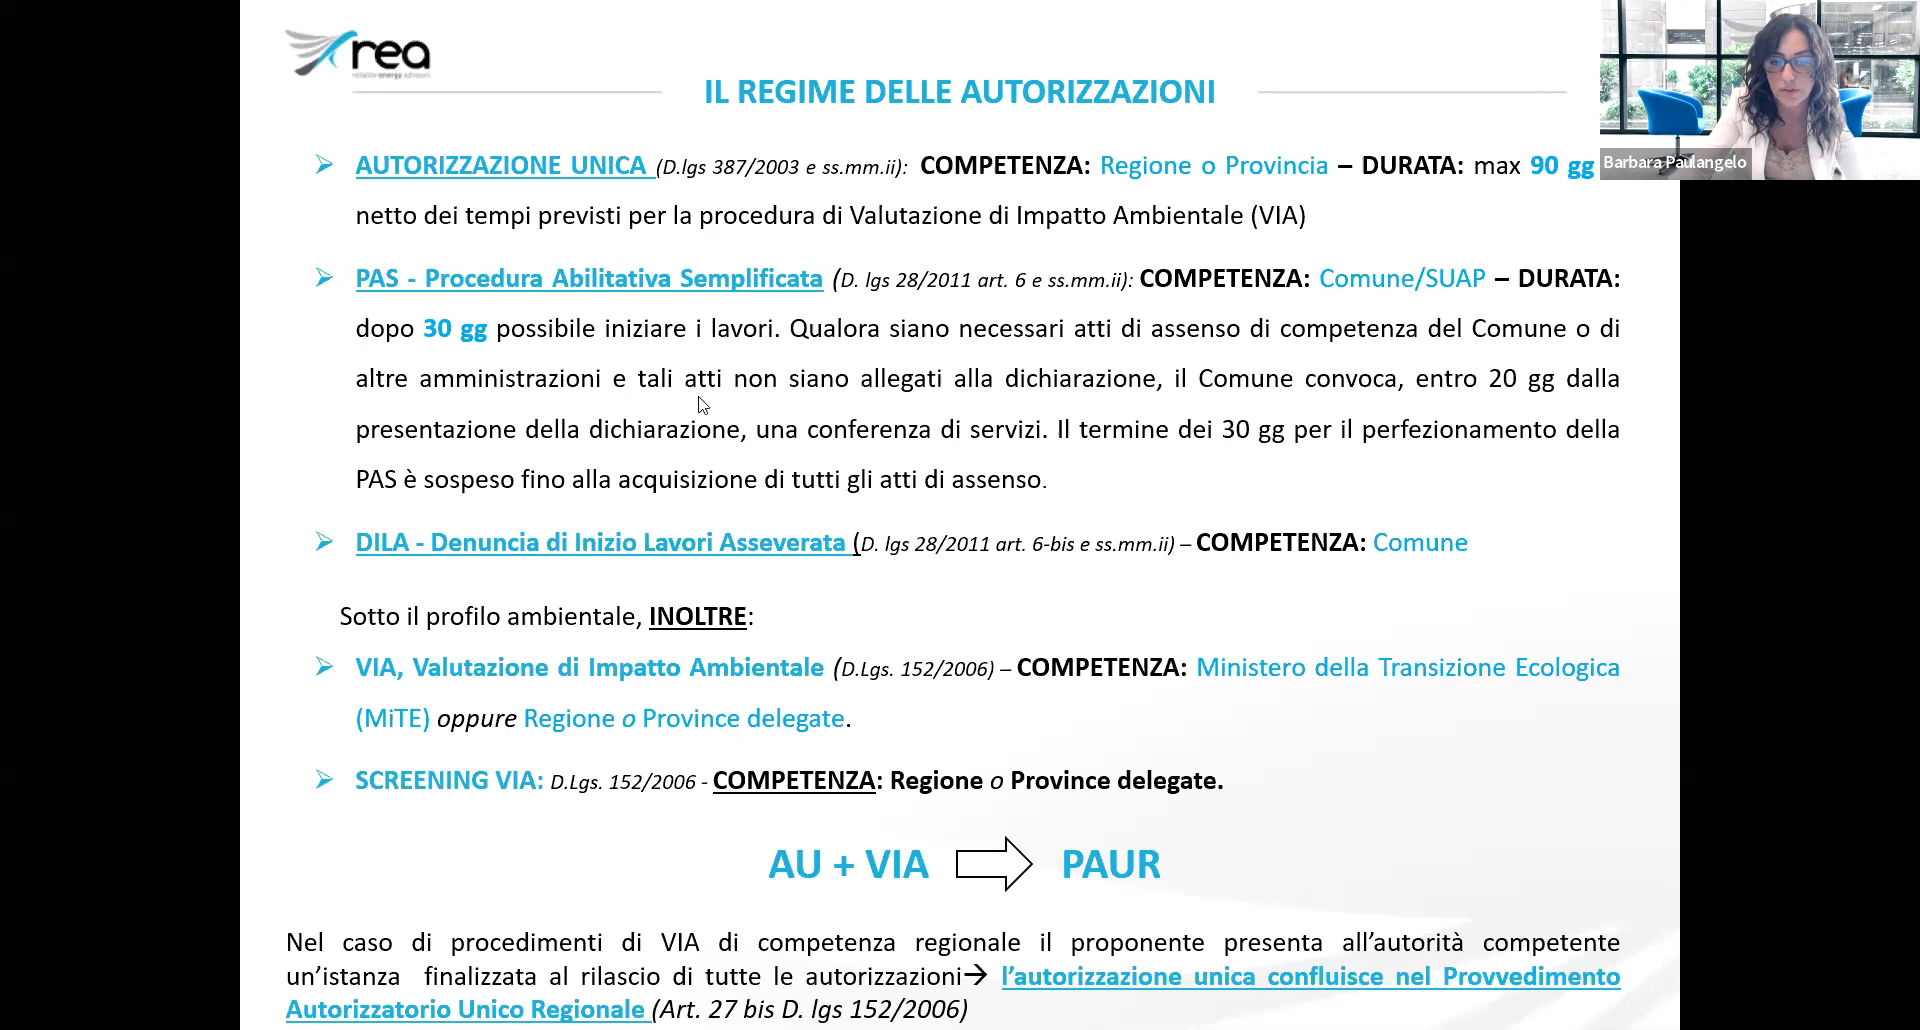 rea
reliable energy advisors
IL REGIME DELLE AUTORIZZAZIONI
Barbara Paulangelo
➢ AUTORIZZAZIONE UNICA (D.lgs 387/2003 e ss.mm.ii): COMPETENZA: Regione o Provincia – DURATA: max 90 gg
netto dei tempi previsti per la procedura di Valutazione di Impatto Ambientale (VIA)
➢ PAS - Procedura Abilitativa Semplificata (D. lgs 28/2011 art. 6 e ss.mm.ii): COMPETENZA: Comune/SUAP – DURATA:
dopo 30 gg possibile iniziare i lavori. Qualora siano necessari atti di assenso di competenza del Comune o di
altre amministrazioni e tali atti non siano allegati alla dichiarazione, il Comune convoca, entro 20 gg dalla
presentazione della dichiarazione, una conferenza di servizi. Il termine dei 30 gg per il perfezionamento della
PAS è sospeso fino alla acquisizione di tutti gli atti di assenso.
➢ DILA - Denuncia di Inizio Lavori Asseverata (D. lgs 28/2011 art. 6-bis e ss.mm.ii) – COMPETENZA: Comune
Sotto il profilo ambientale, INOLTRE:
➢ VIA, Valutazione di Impatto Ambientale (D.Lgs. 152/2006) – COMPETENZA: Ministero della Transizione Ecologica
(MiTE) oppure Regione o Province delegate.
➢ SCREENING VIA: D.Lgs. 152/2006 - COMPETENZA: Regione o Province delegate.
AU + VIA PAUR
Nel caso di procedimenti di VIA di competenza regionale il proponente presenta all’autorità competente
un’istanza finalizzata al rilascio di tutte le autorizzazioni→ l’autorizzazione unica confluisce nel Provvedimento
Autorizzatorio Unico Regionale (Art. 27 bis D. lgs 152/2006)